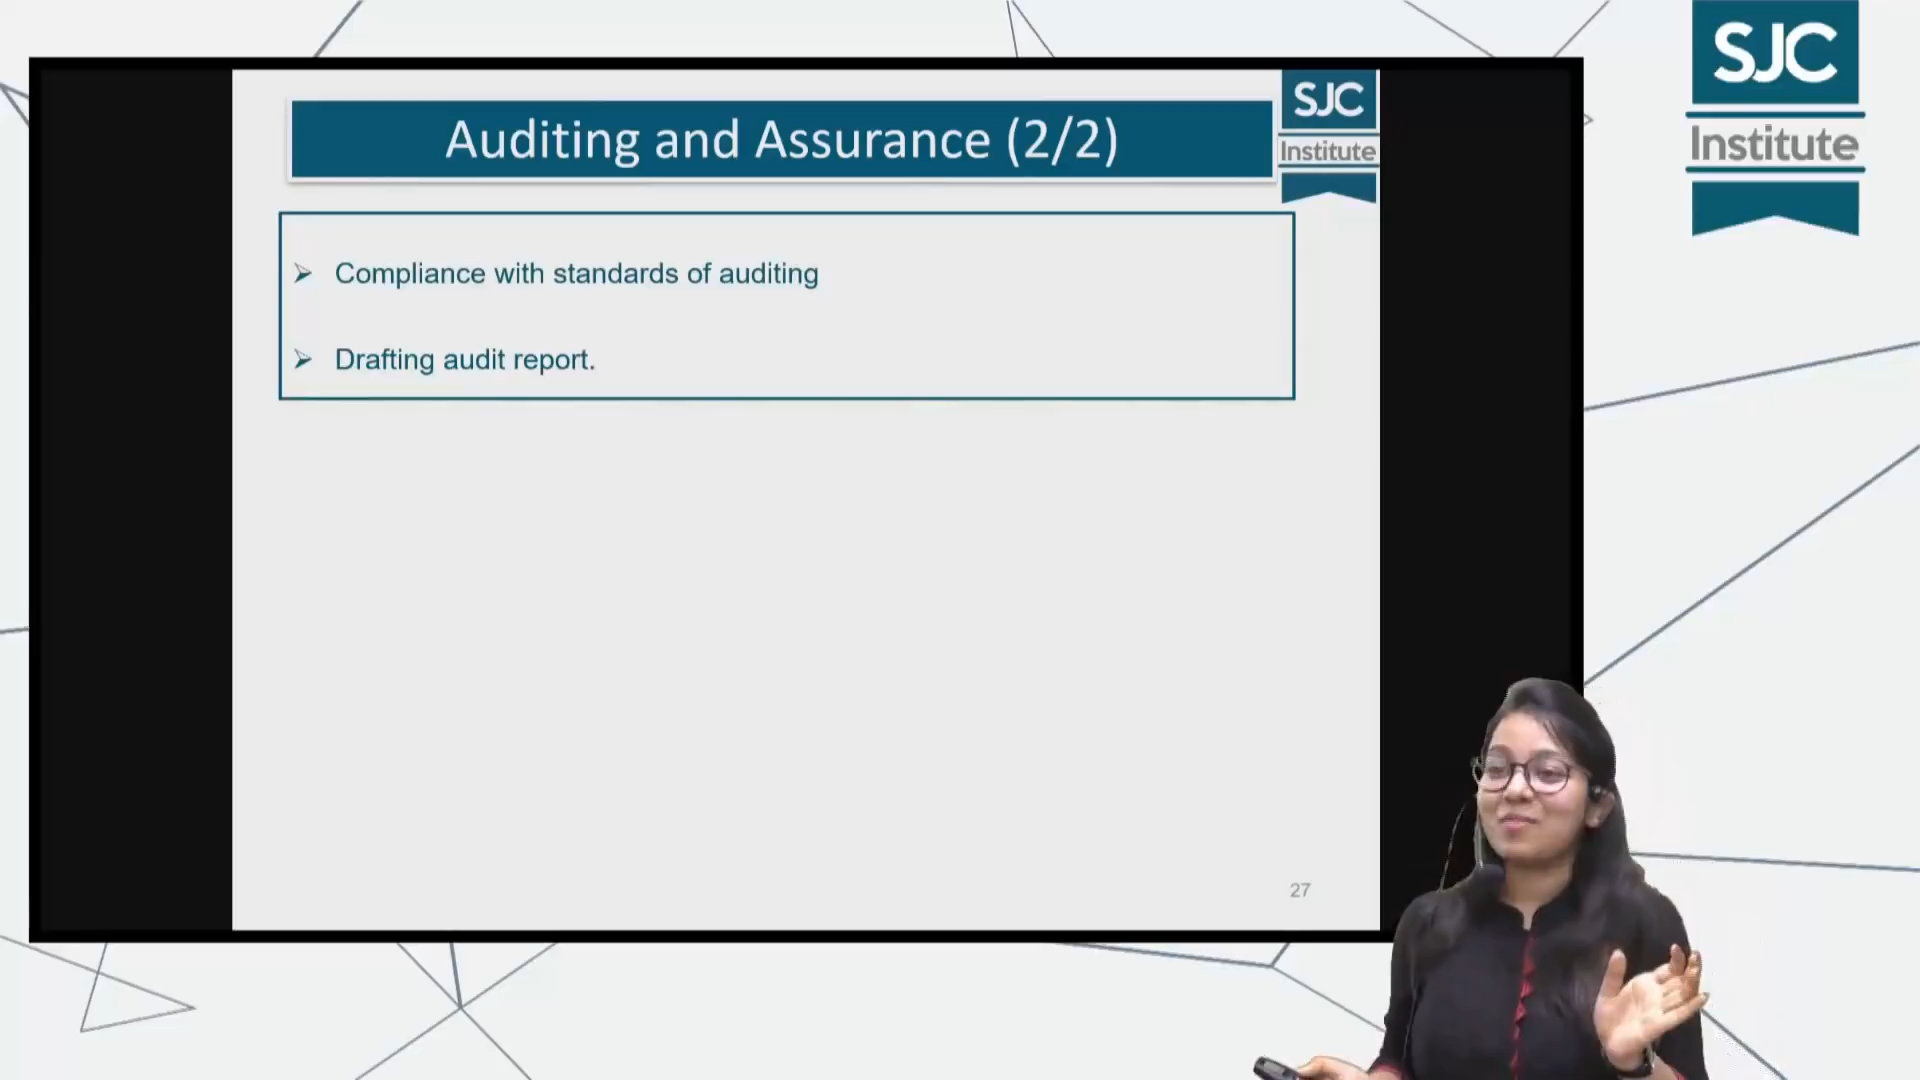 Auditing and Assurance (2/2)
SJC
Institute
Compliance with standards of auditing
Drafting audit report.
27
SJC
Institute